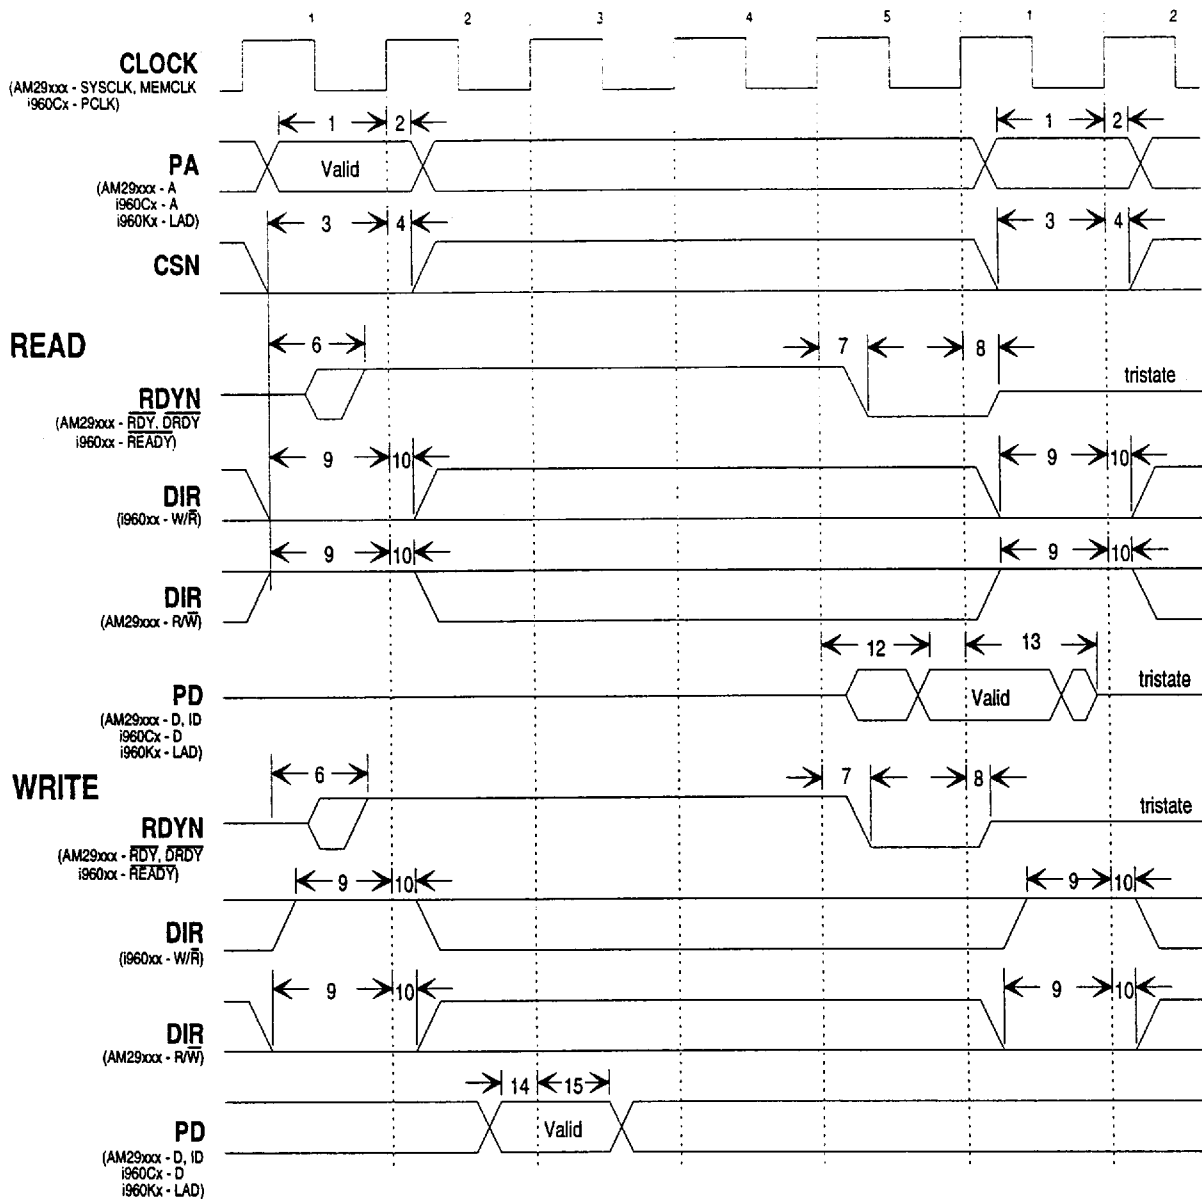 1 2 3 4 5 1 2
CLOCK
(AM29xxx - SYSCLK, MEMCLK
i960Cx - PCLK)
1 2 1 2
PA
Valid
(AM29xxx - A
i960Cx - A
i960Kx - LAD)
3 4 3 4
CSN
READ
6 7 8
RDYN
tristate
(AM29xxx - RDY, DRDY
i960xx - READY)
9 10 9 10
DIR
(i960xx - W/R)
9 10 9 10
DIR
(AM29xxx - R/W)
12 13
PD
Valid
tristate
(AM29xxx - D, ID
i960Cx - D
i960Kx - LAD)
WRITE
6 7 8
RDYN
tristate
(AM29xxx - RDY, DRDY
i960xx - READY)
9 10 9 10
DIR
(i960xx - W/R)
9 10 9 10
DIR
(AM29xxx - R/W)
14 15
PD
Valid
(AM29xxx - D, ID
i960Cx - D
i960Kx - LAD)